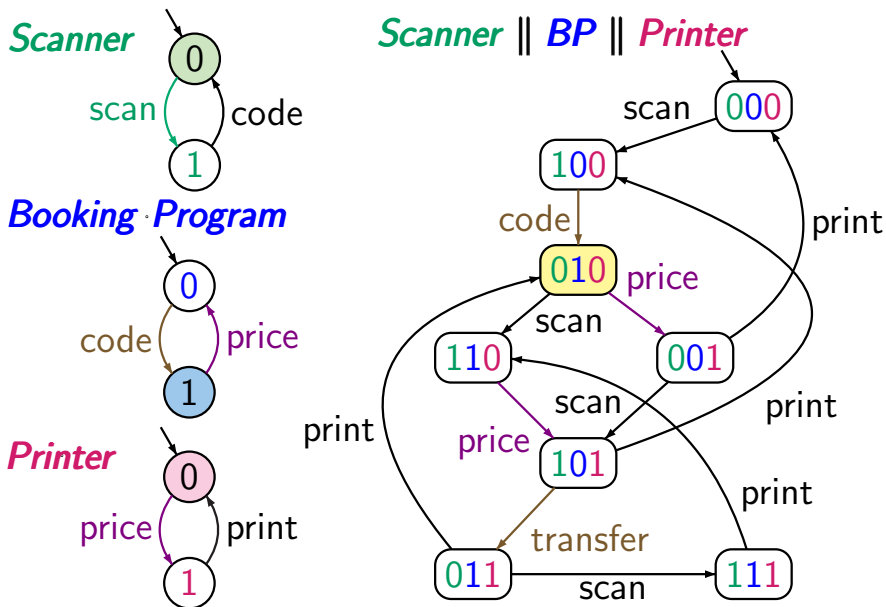 Scanner
0
scan
code
1
Booking Program
0
code
price
1
Printer
0
price
print
1
Scanner || BP || Printer
000
scan
100
code
print
010
price
scan
110
001
scan
print
print
price
101
print
transfer
011
scan
111